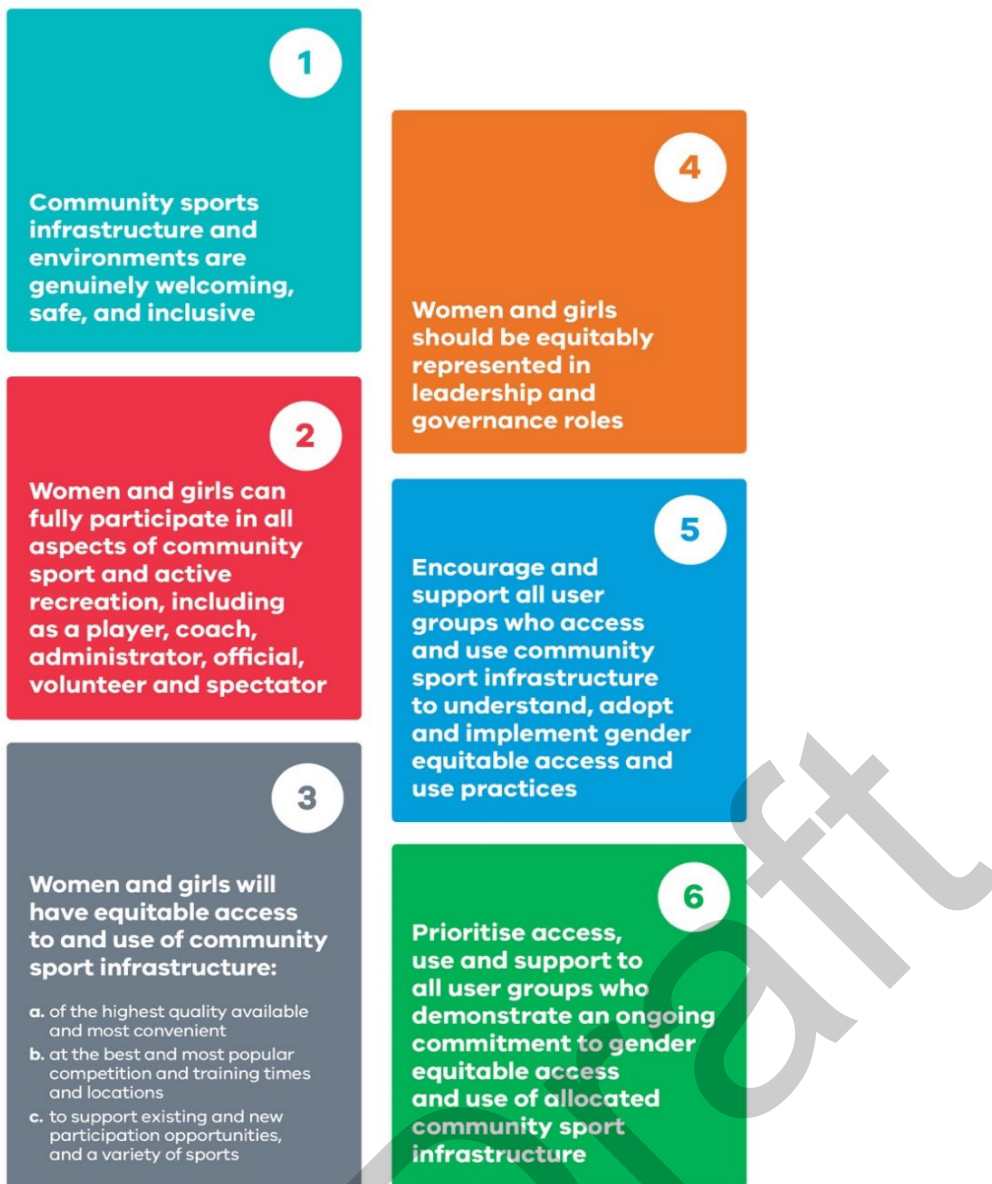 1
Community sports
infrastructure and
environments are
genuinely welcoming,
safe, and inclusive
2
Women and girls can
fully participate in all
aspects of community
sport and active
recreation, including
as a player, coach,
administrator, official,
volunteer and spectator
3
Women and girls will
have equitable access
to and use of community
sport infrastructure:
a. of the highest quality available
and most convenient
b. at the best and most popular
competition and training times
and locations
c. to support existing and new
participation opportunities,
and a variety of sports
4
Women and girls
should be equitably
represented in
leadership and
governance roles
5
Encourage and
support all user
groups who access
and use community
sport infrastructure
to understand, adopt
and implement gender
equitable access and
use practices
6
Prioritise access,
use and support to
all user groups who
demonstrate an ongoing
commitment to gender
equitable access
and use of allocated
community sport
infrastructure
Draft